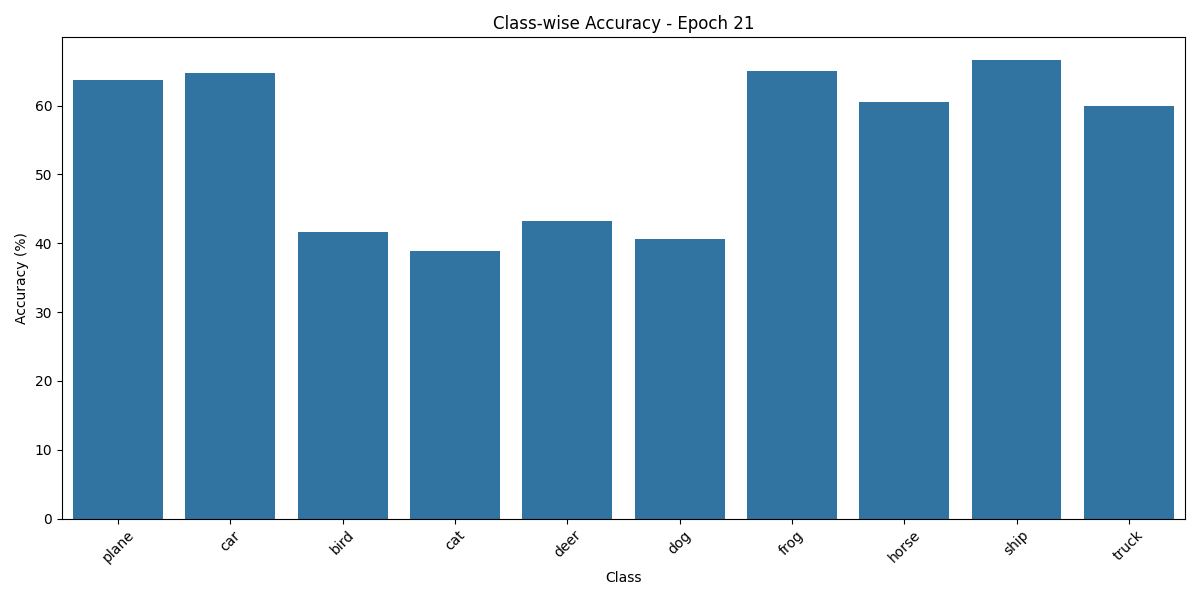 Class-wise Accuracy - Epoch 21
Accuracy (%)
60
50
40
30
20
10
0
plane
car
bird
cat
deer
dog
frog
horse
ship
truck
Class